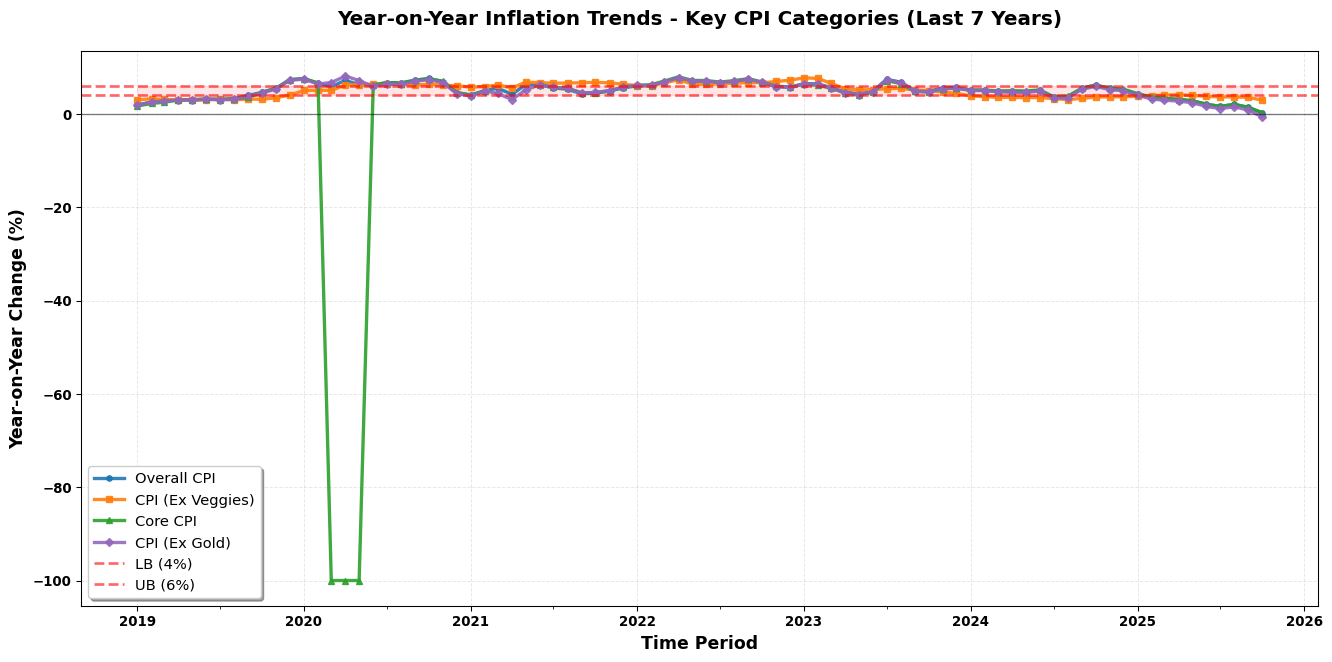 Year-on-Year Inflation Trends - Key CPI Categories (Last 7 Years)
Year-on-Year Change (%)
0
−20
−40
−60
−80
−100
Overall CPI
CPI (Ex Veggies)
Core CPI
CPI (Ex Gold)
LB (4%)
UB (6%)
2019 2020 2021 2022 2023 2024 2025 2026
Time Period